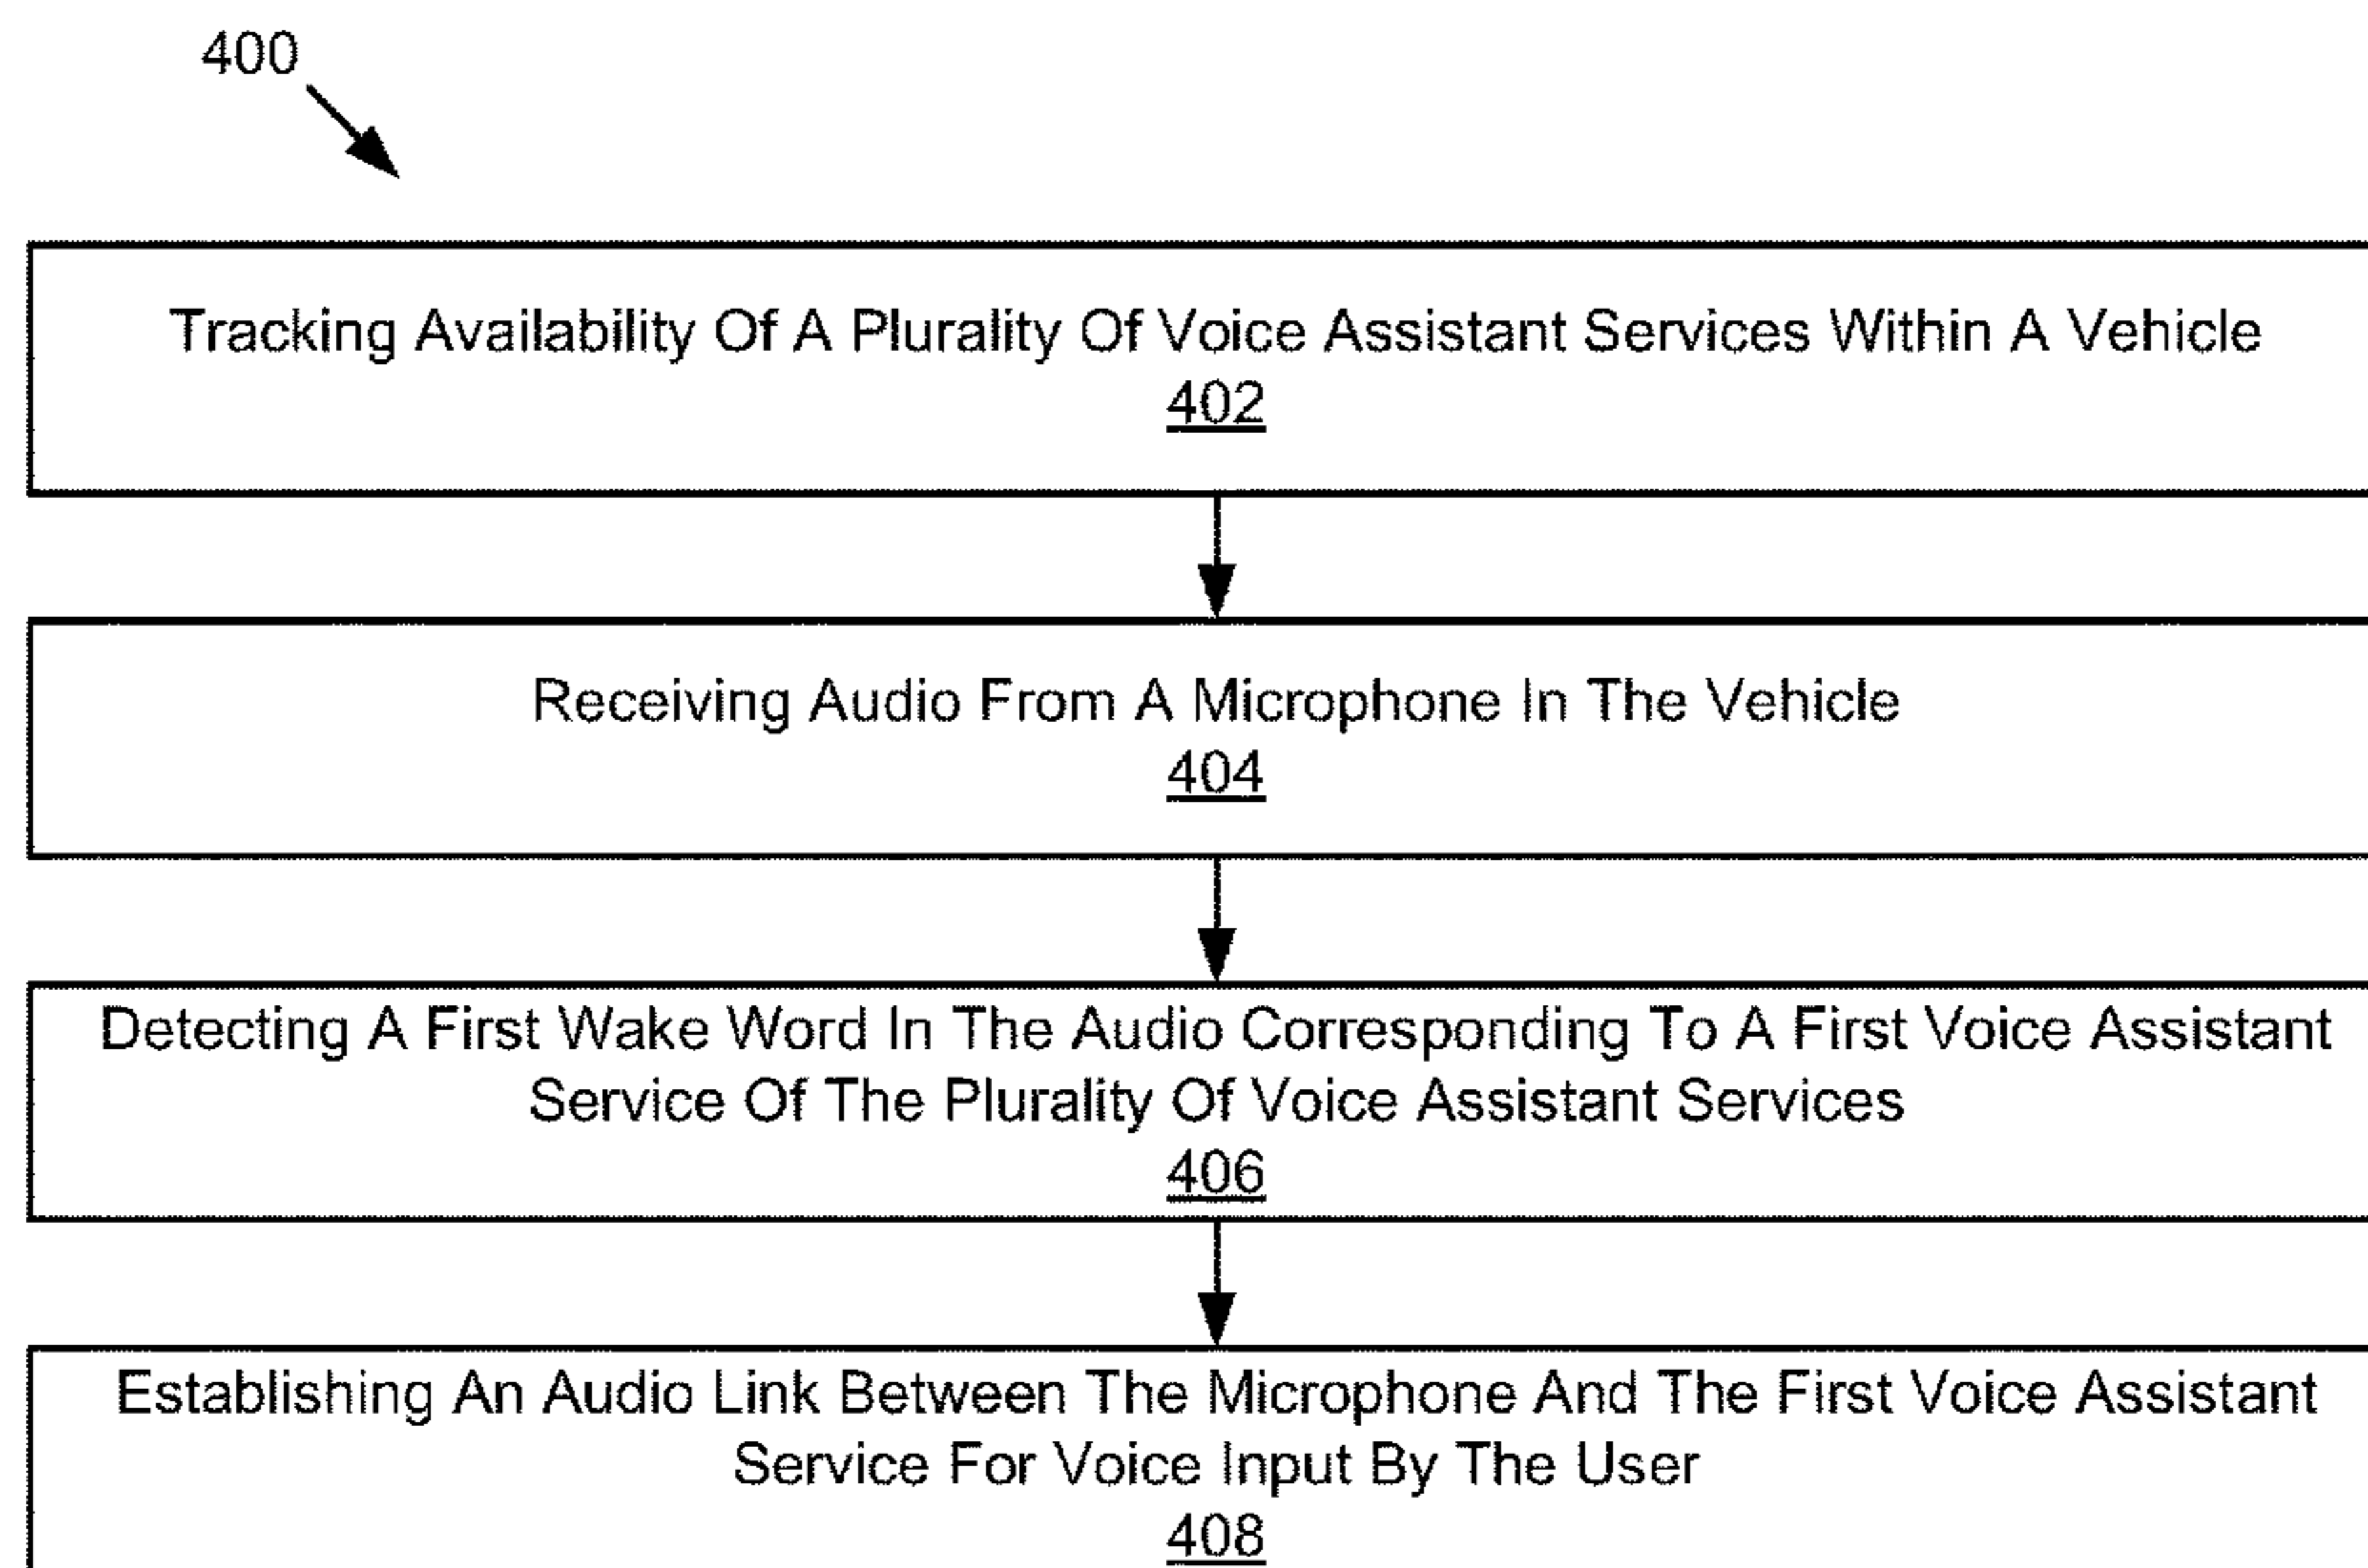 400
Tracking Availability Of A Plurality Of Voice Assistant Services Within A Vehicle
402
Receiving Audio From A Microphone In The Vehicle
404
Detecting A First Wake Word In The Audio Corresponding To A First Voice Assistant
Service Of The Plurality Of Voice Assistant Services
406
Establishing An Audio Link Between The Microphone And The First Voice Assistant
Service For Voice Input By The User
408